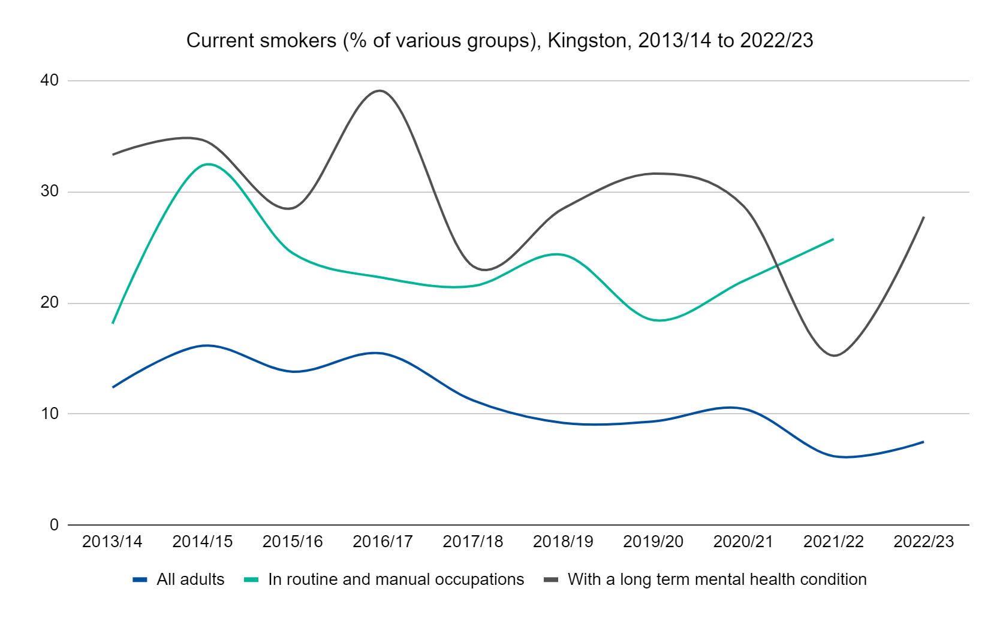 Current smokers (% of various groups), Kingston, 2013/14 to 2022/23
40
30
20
10
0
2013/14 2014/15 2015/16 2016/17 2017/18 2018/19 2019/20 2020/21 2021/22 2022/23
All adults In routine and manual occupations With a long term mental health condition